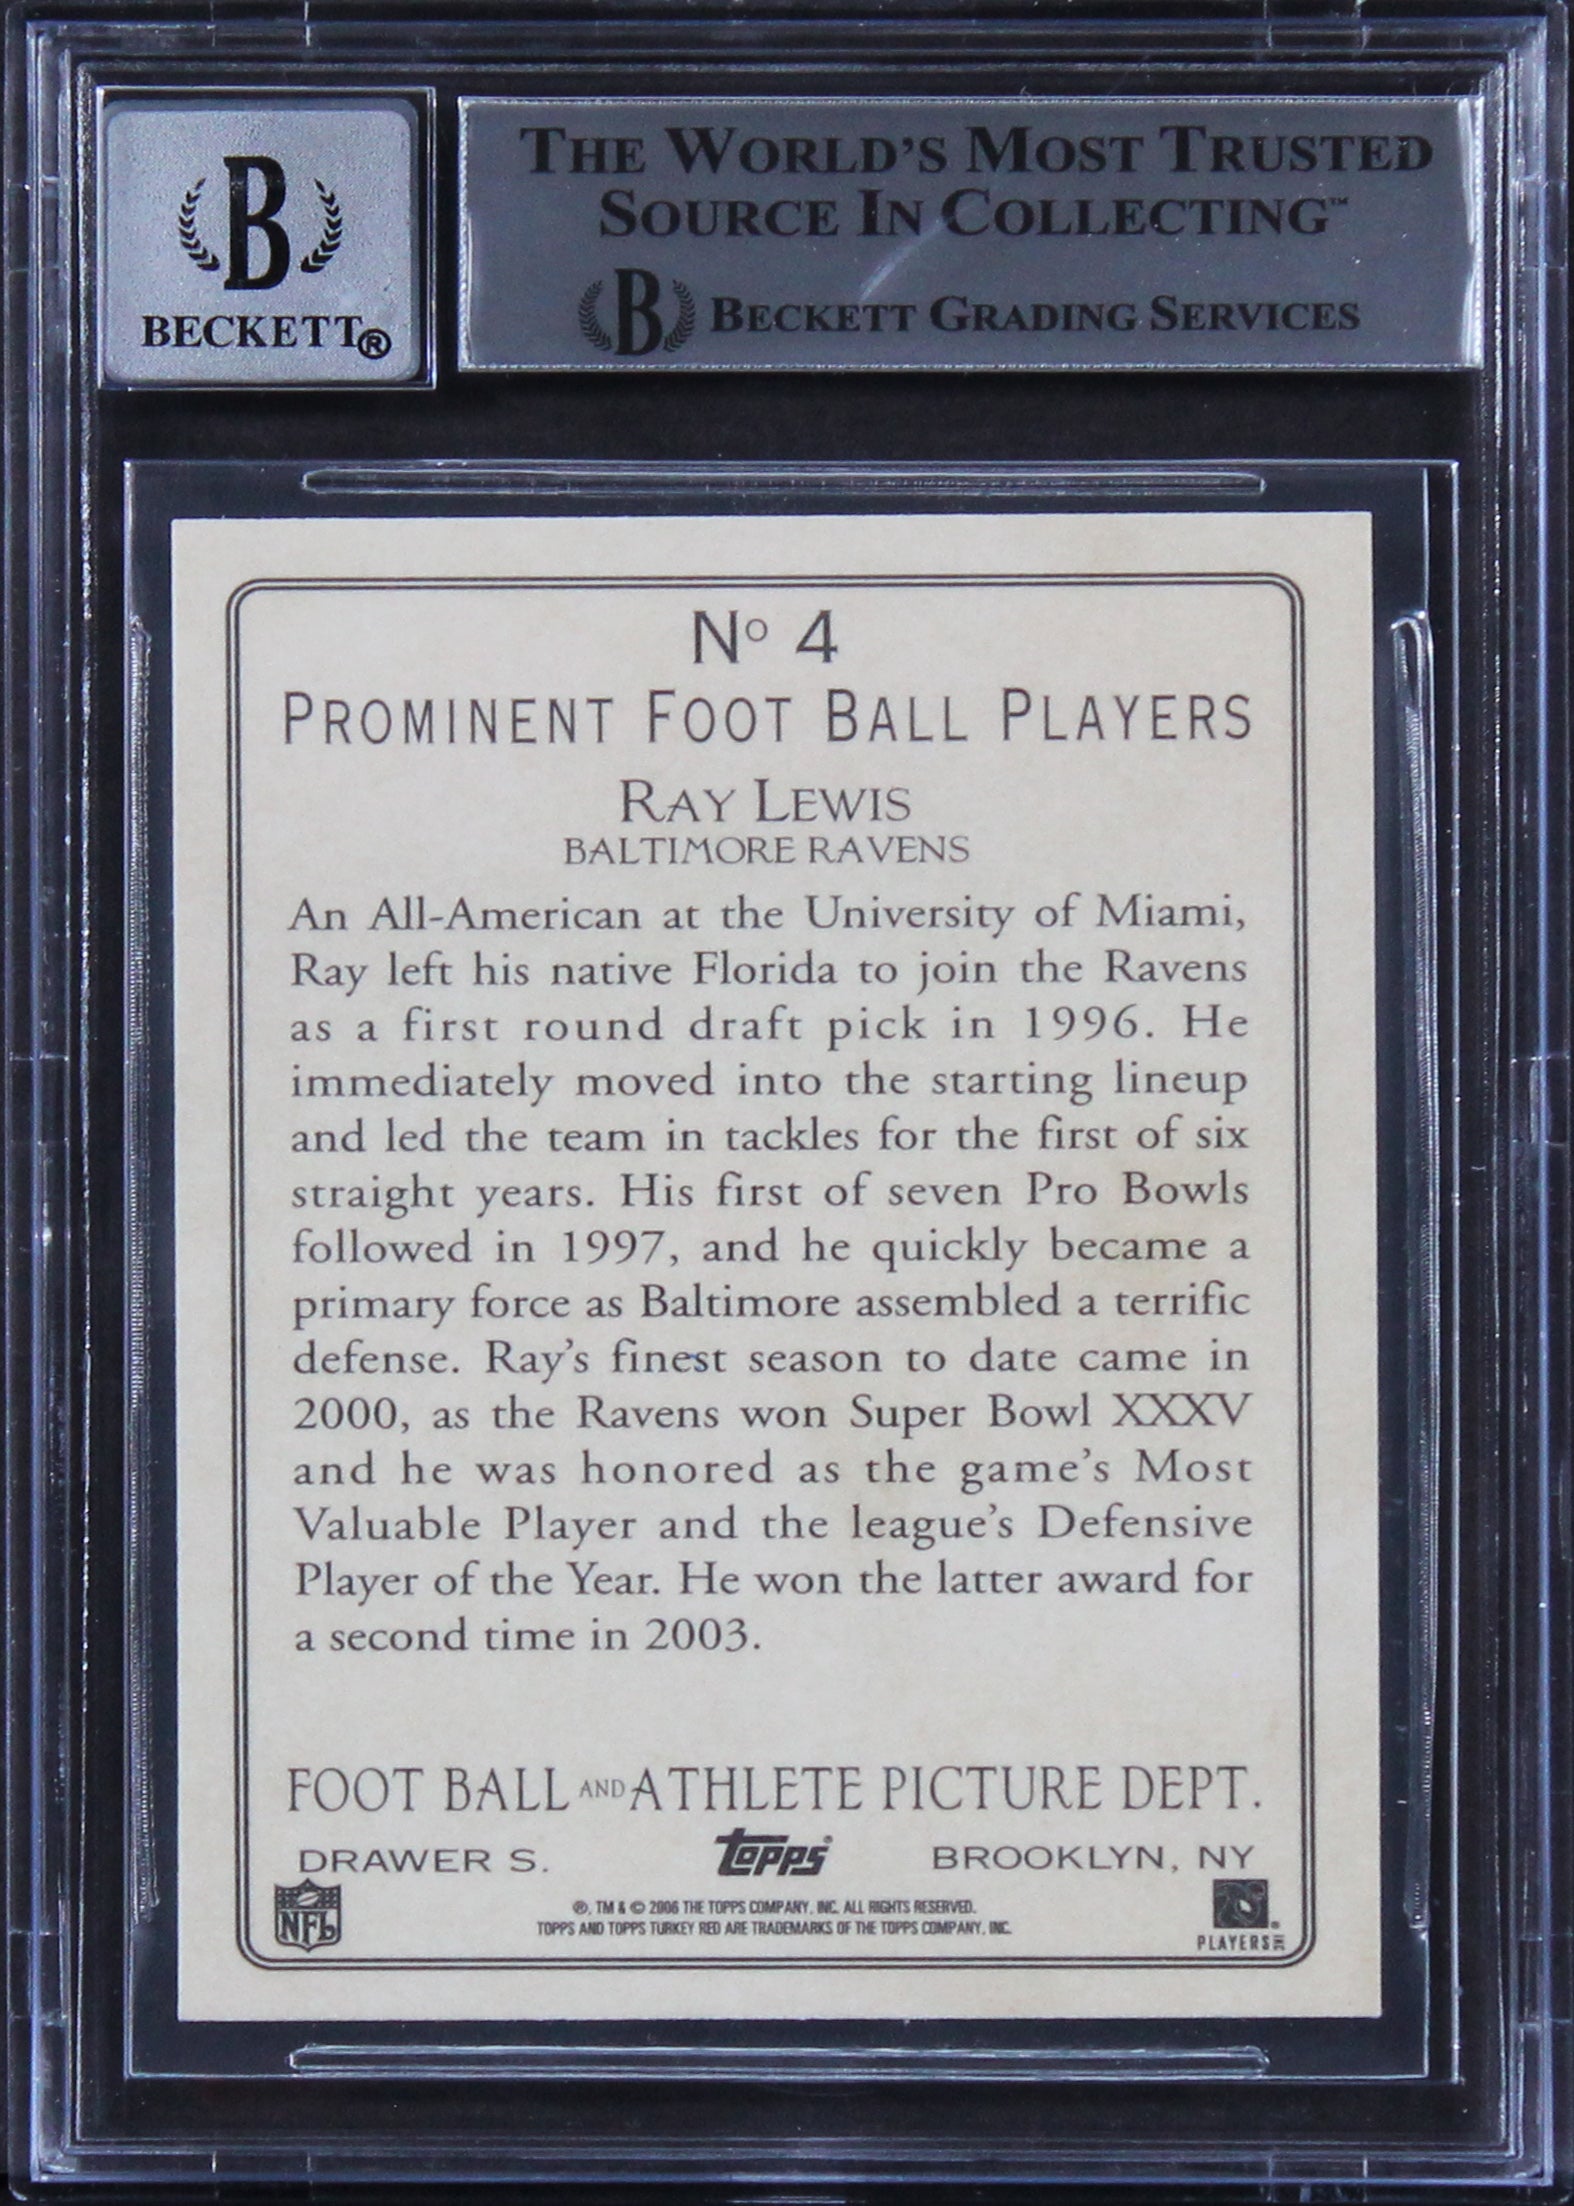 B
BECKETT®
THE WORLD'S MOST TRUSTED
SOURCE IN COLLECTING™
B BECKETT GRADING SERVICES
Nº 4
PROMINENT FOOT BALL PLAYERS
RAY LEWIS
BALTIMORE RAVENS
An All-American at the University of Miami,
Ray left his native Florida to join the Ravens
as a first round draft pick in 1996. He
immediately moved into the starting lineup
and led the team in tackles for the first of six
straight years. His first of seven Pro Bowls
followed in 1997, and he quickly became a
primary force as Baltimore assembled a terrific
defense. Ray's finest season to date came in
2000, as the Ravens won Super Bowl XXXV
and he was honored as the game's Most
Valuable Player and the league's Defensive
Player of the Year. He won the latter award for
a second time in 2003.
FOOT BALL AND ATHLETE PICTURE DEPT.
DRAWER S. topps® BROOKLYN, NY
®, TM & © 2006 THE TOPPS COMPANY, INC. ALL RIGHTS RESERVED.
TOPPS AND TOPPS TURKEY RED ARE TRADEMARKS OF THE TOPPS COMPANY, INC.
NFL
PLAYERS INC